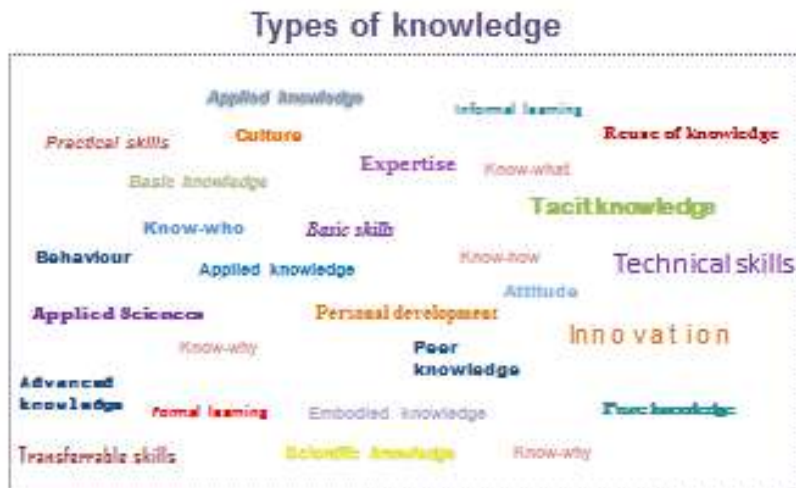 Types of knowledge
Applied knowledge
Informal learning
Practical skills
Culture
Reuse of knowledge
Expertise
Know-what
Basic knowledge
Tacit knowledge
Know-who
Basic skills
Behaviour
Know-how
Technical skills
Applied knowledge
Attitude
Applied Sciences
Personal development
Innovation
Know-why
Peer
knowledge
Advanced
knowledge
Formal learning
Embodied knowledge
Pure knowledge
Transferrable skills
Scientific knowledge
Know-why